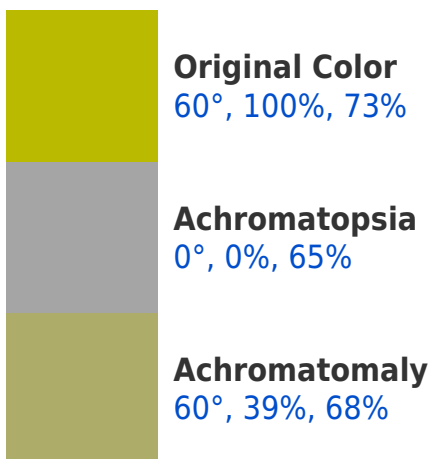 Original Color
60°, 100%, 73%
Achromatopsia
0°, 0%, 65%
Achromatomaly
60°, 39%, 68%